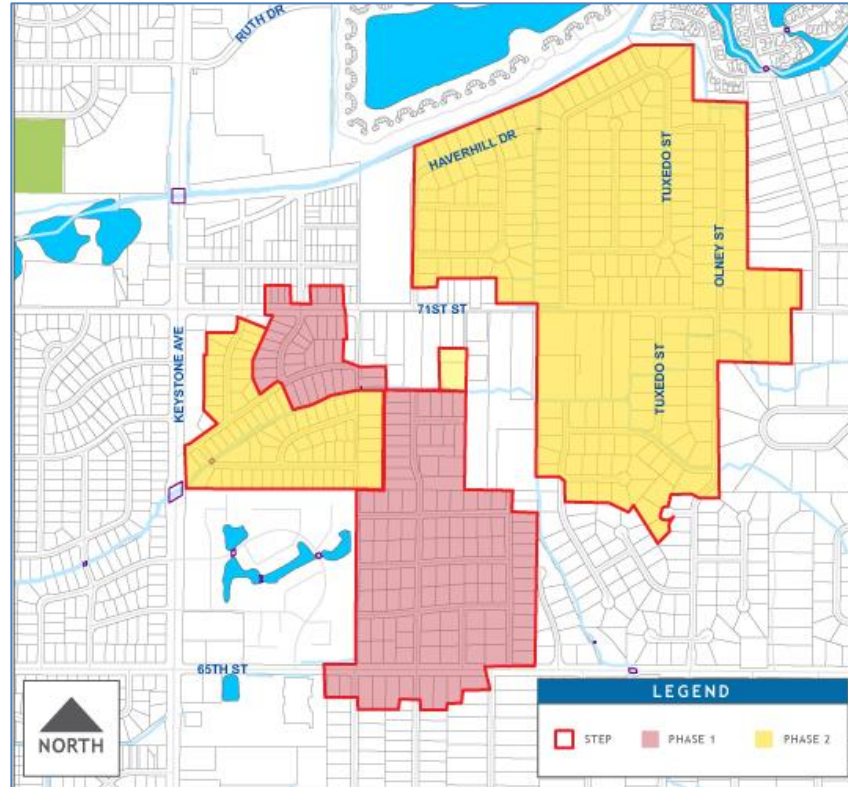 RUTH DR
HAVERHILL DR
TUXEDO ST
OLNEY ST
71ST ST
KEYSTONE AVE
TUXEDO ST
65TH ST
NORTH
LEGEND
STEP
PHASE 1
PHASE 2